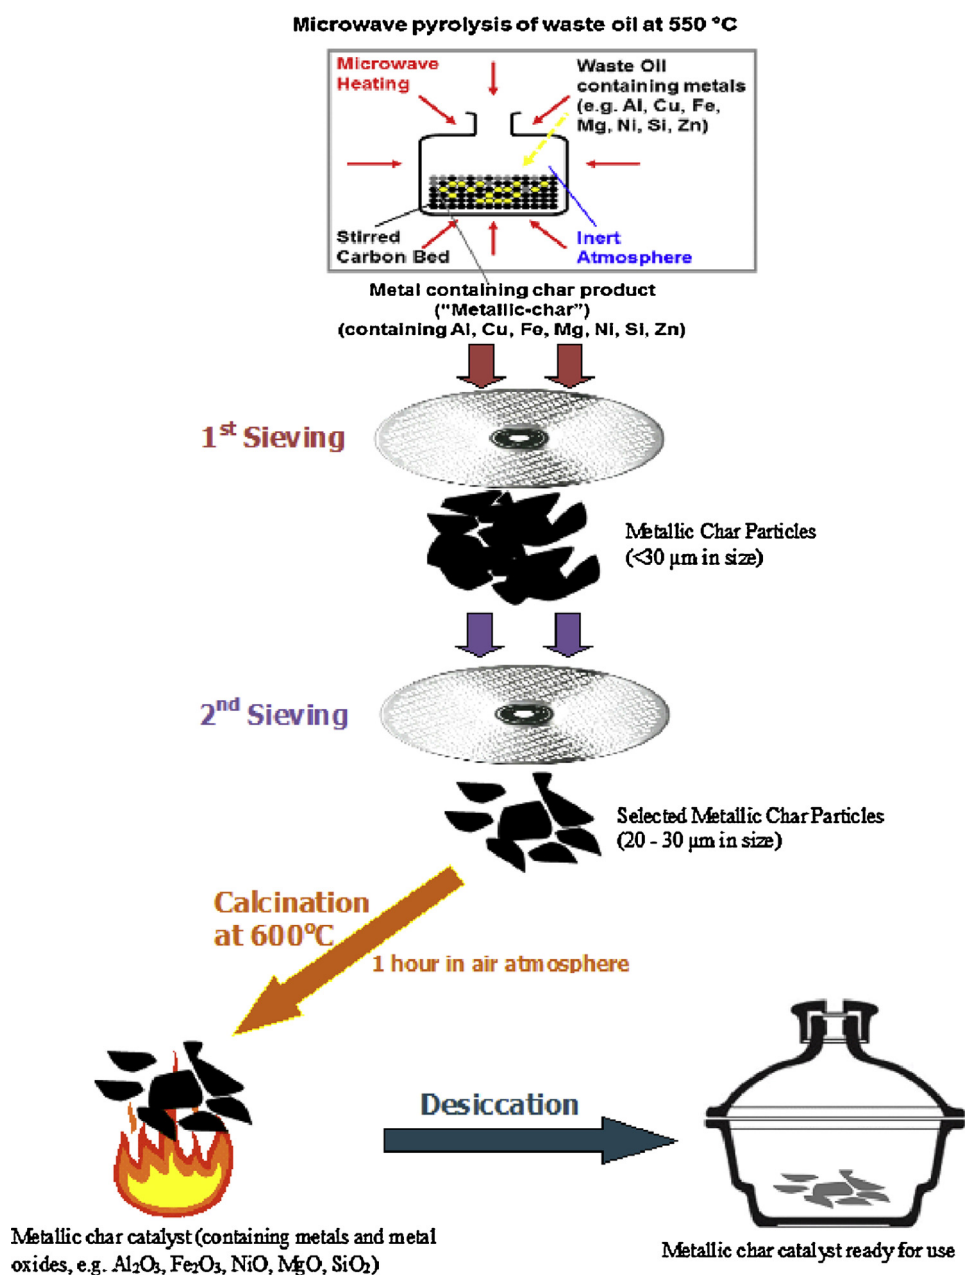 Microwave pyrolysis of waste oil at 550 °C
Microwave
Heating
Waste Oil
containing metals
(e.g. Al, Cu, Fe,
Mg, Ni, Si, Zn)
Stirred
Carbon Bed
Inert
Atmosphere
Metal containing char product
("Metallic-char")
(containing Al, Cu, Fe, Mg, Ni, Si, Zn)
1st Sieving
Metallic Char Particles
(<30 μm in size)
2nd Sieving
Selected Metallic Char Particles
(20 - 30 μm in size)
Calcination
at 600°C
1 hour in air atmosphere
Desiccation
Metallic char catalyst (containing metals and metal
oxides, e.g. Al₂O₃, Fe₂O₃, NiO, MgO, SiO₂)
Metallic char catalyst ready for use